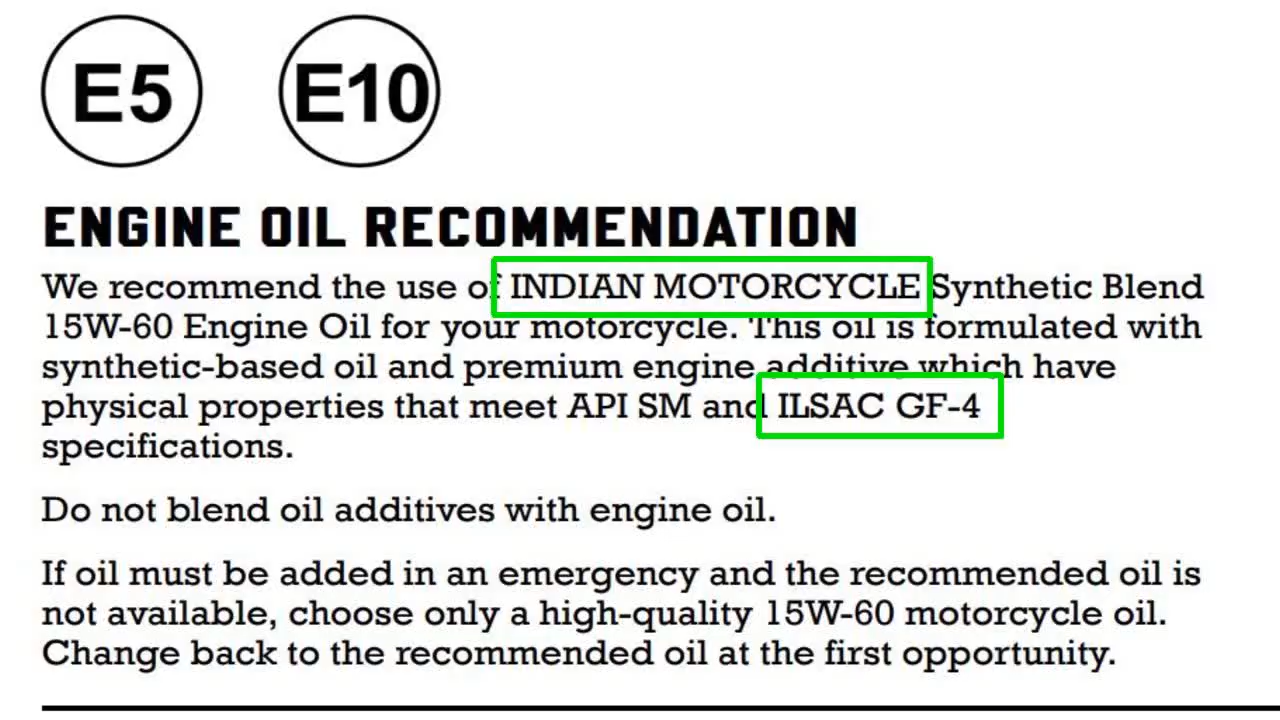 E5 E10
ENGINE OIL RECOMMENDATION
We recommend the use of INDIAN MOTORCYCLE Synthetic Blend
15W-60 Engine Oil for your motorcycle. This oil is formulated with
synthetic-based oil and premium engine additive which have
physical properties that meet API SM and ILSAC GF-4
specifications.
Do not blend oil additives with engine oil.
If oil must be added in an emergency and the recommended oil is
not available, choose only a high-quality 15W-60 motorcycle oil.
Change back to the recommended oil at the first opportunity.